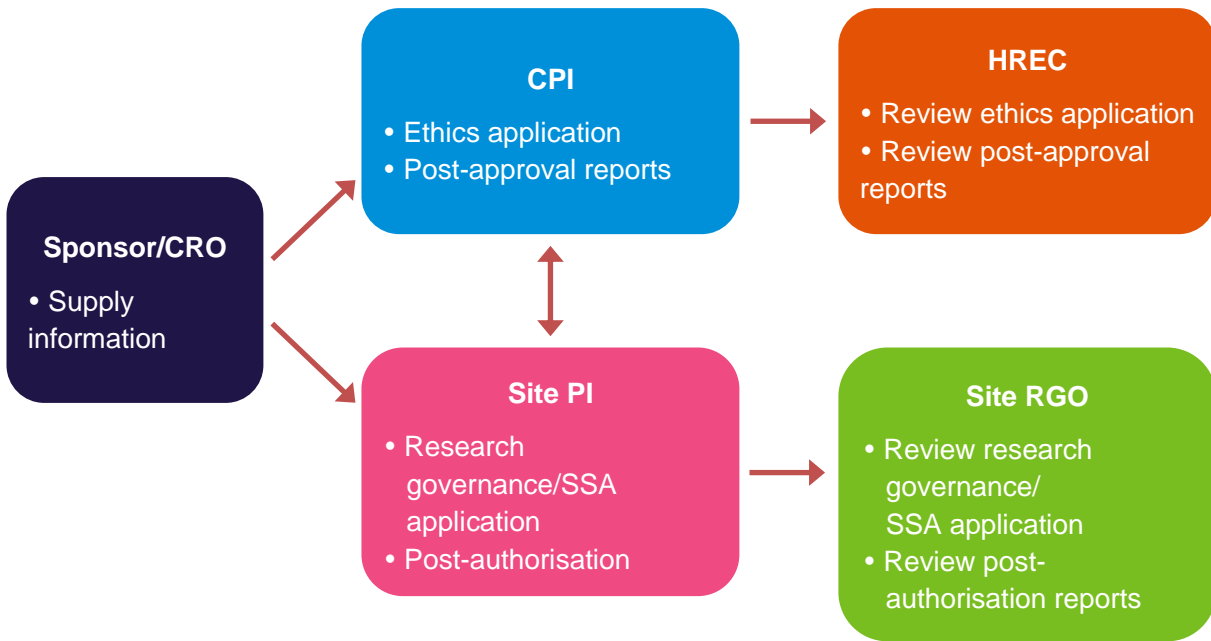 Sponsor/CRO
• Supply
information
CPI
• Ethics application
• Post-approval reports
HREC
• Review ethics application
• Review post-approval
reports
Site PI
• Research
governance/SSA
application
• Post-authorisation
Site RGO
• Review research
governance/
SSA application
• Review post-
authorisation reports